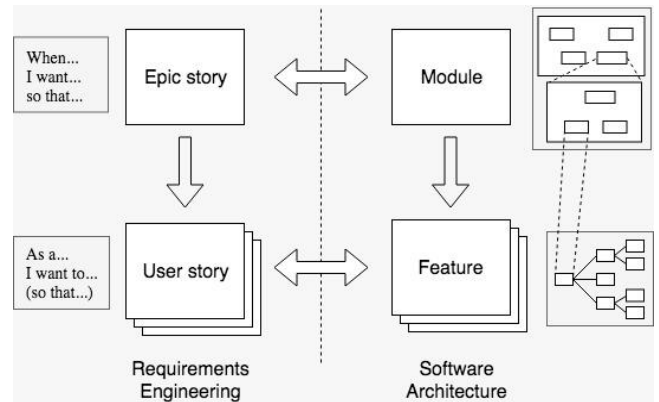 When...
I want...
so that...
Epic story
Module
As a...
I want to...
(so that...)
User story
Feature
Requirements
Engineering
Software
Architecture